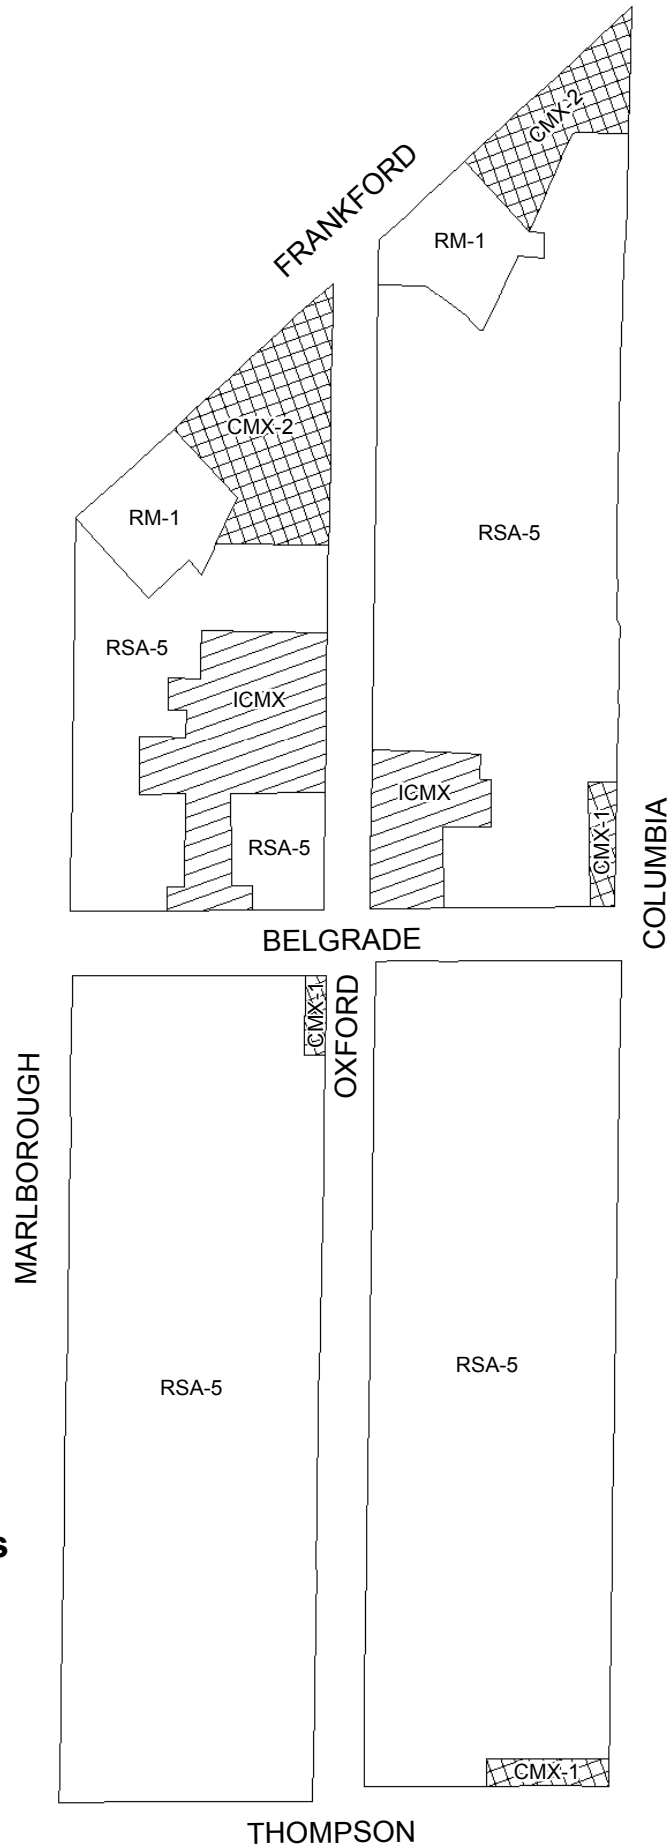 CMX-2
FRANKFORD
RM-1
CMX-2
RM-1
RSA-5
RSA-5
ICMX
ICMX
CMX-1
RSA-5
COLUMBIA
BELGRADE
CMX-1
OXFORD
MARLBOROUGH
RSA-5
RSA-5
s
CMX-1
THOMPSON